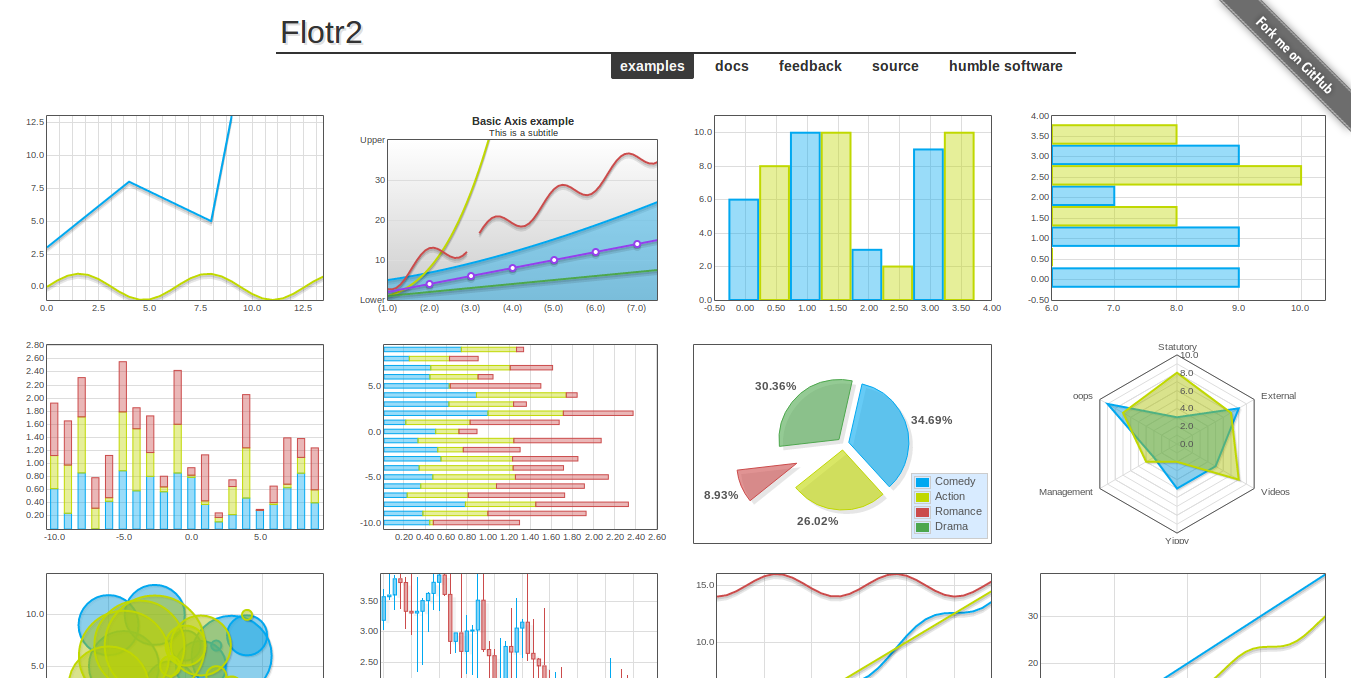 Flotr2
Fork me on GitHub
examples docs feedback source humble software
12.5
10.0
7.5
5.0
2.5
0.0
0.0 2.5 5.0 7.5 10.0 12.5
Basic Axis example
This is a subtitle
Upper
30
20
10
Lower
(1.0) (2.0) (3.0) (4.0) (5.0) (6.0) (7.0)
10.0
8.0
6.0
4.0
2.0
0.0
-0.50 0.00 0.50 1.00 1.50 2.00 2.50 3.00 3.50 4.00
4.00
3.50
3.00
2.50
2.00
1.50
1.00
0.50
0.00
-0.50
6.0 7.0 8.0 9.0 10.0
2.80
2.60
2.40
2.20
2.00
1.80
1.60
1.40
1.20
1.00
0.80
0.60
0.40
0.20
-10.0 -5.0 0.0 5.0
5.0
0.0
-5.0
-10.0
0.20 0.40 0.60 0.80 1.00 1.20 1.40 1.60 1.80 2.00 2.20 2.40 2.60
30.36%
34.69%
8.93%
26.02%
Comedy
Action
Romance
Drama
Statutory
10.0
8.0
6.0
4.0
2.0
0.0
oops
External
Management
Videos
Yippy
10.0
5.0
3.50
3.00
2.50
15.0
10.0
30
20